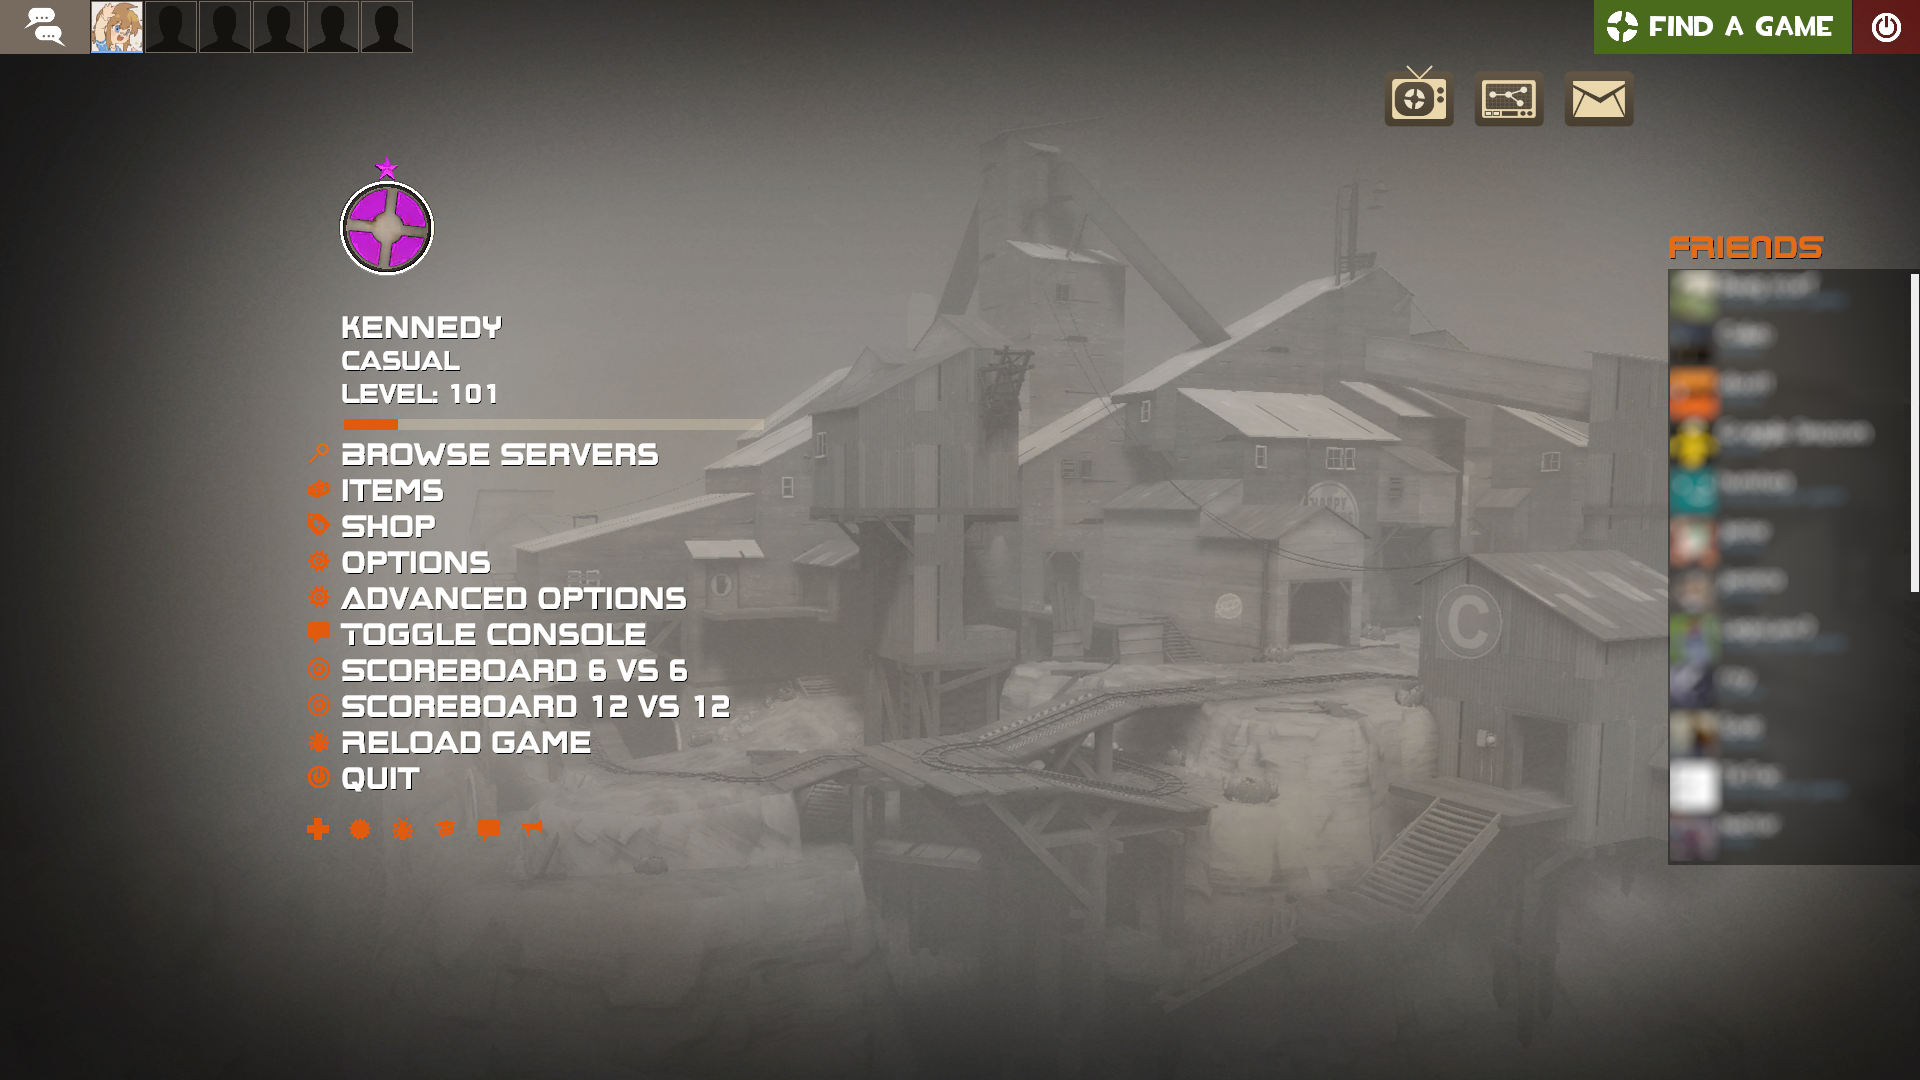 FIND A GAME
KENNEDY
CASUAL
LEVEL: 101
FRIENDS
BROWSE SERVERS
ITEMS
SHOP
OPTIONS
ADVANCED OPTIONS
TOGGLE CONSOLE
SCOREBOARD 6 VS 6
SCOREBOARD 12 VS 12
RELOAD GAME
QUIT
HAPPY
C